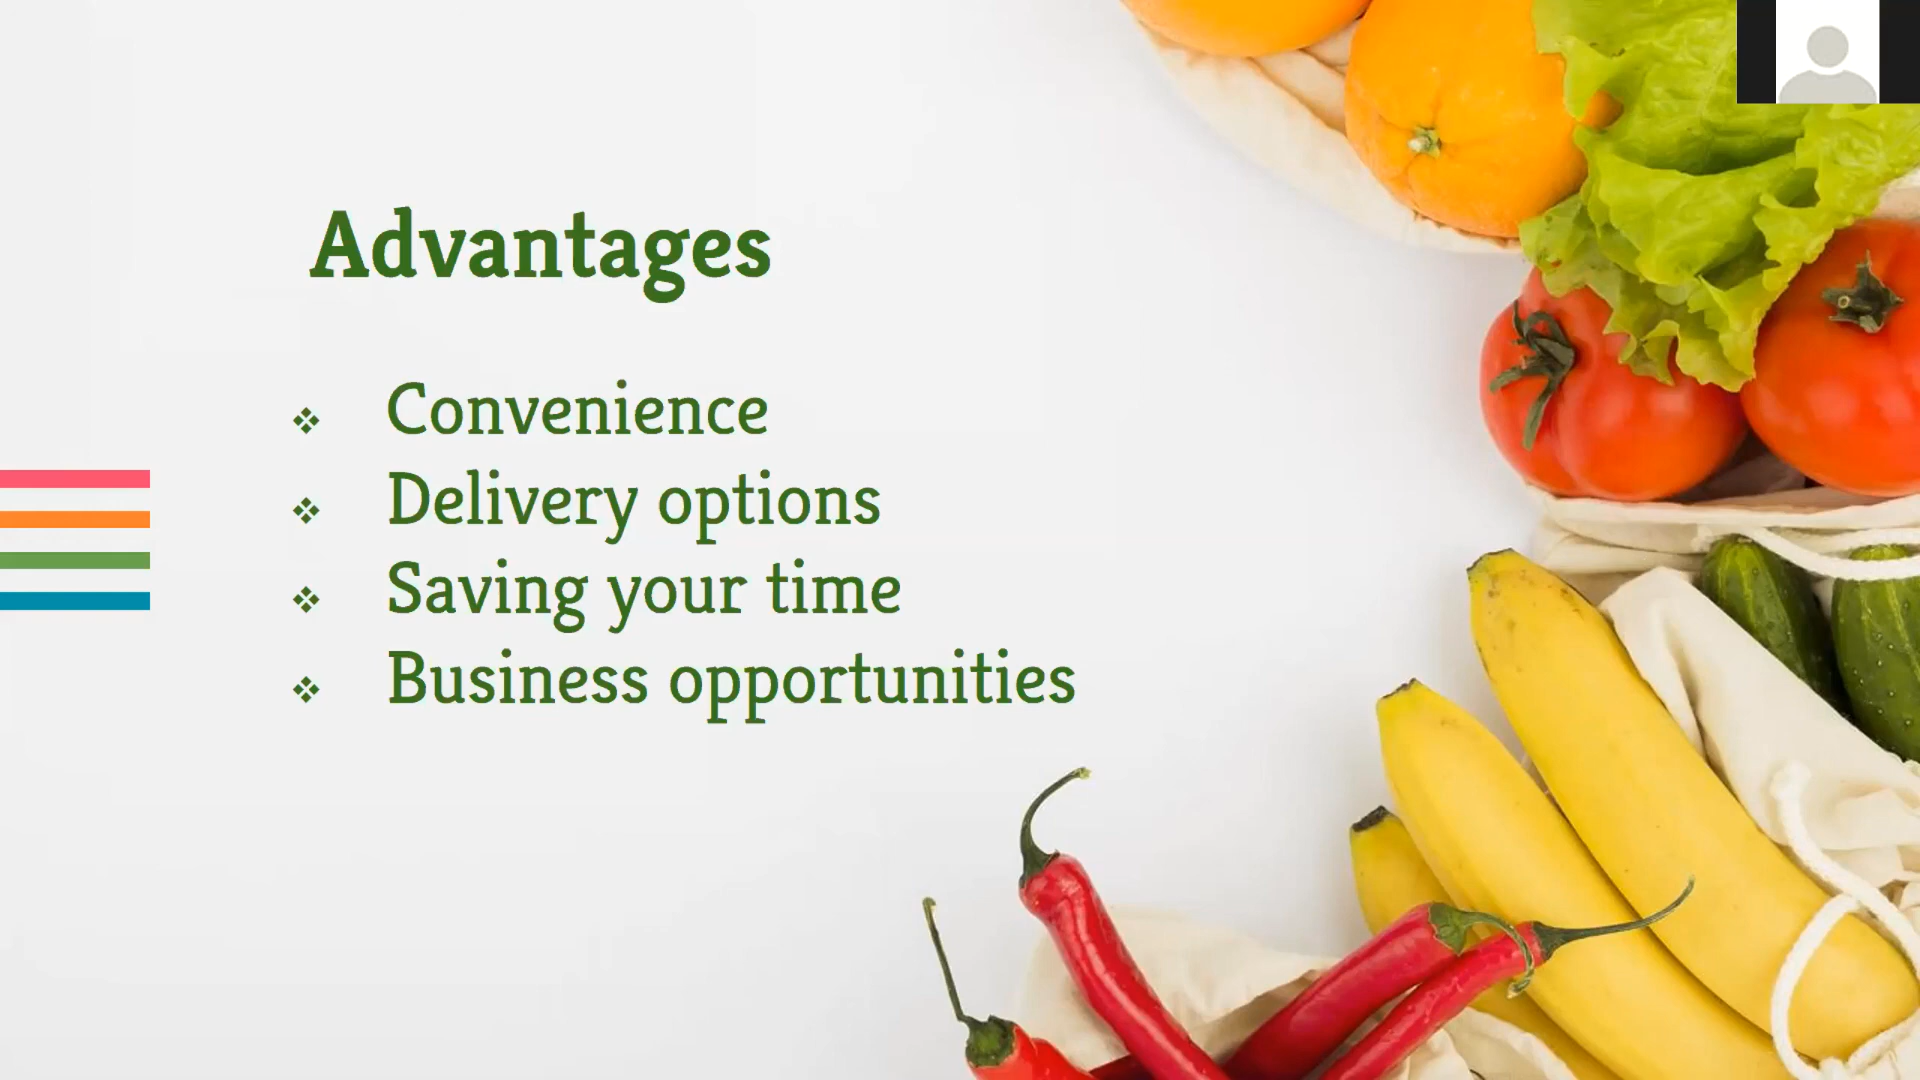 Advantages
Convenience
Delivery options
Saving your time
Business opportunities